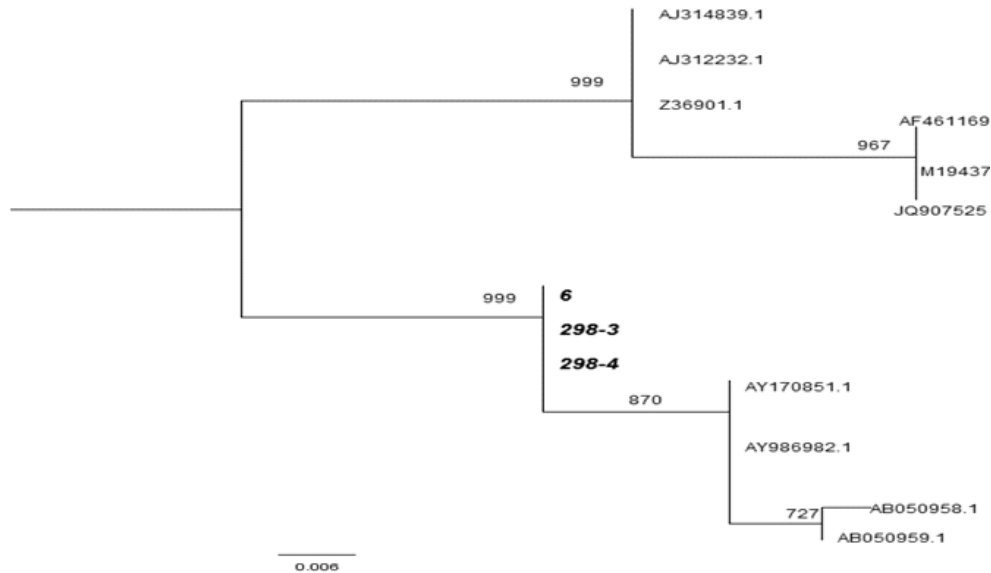 AJ314839.1
AJ312232.1
999
Z36901.1
AF461169
967
M19437
JQ907525
999
6
298-3
298-4
AY170851.1
870
AY986982.1
AB050958.1
727
AB050959.1
0.006